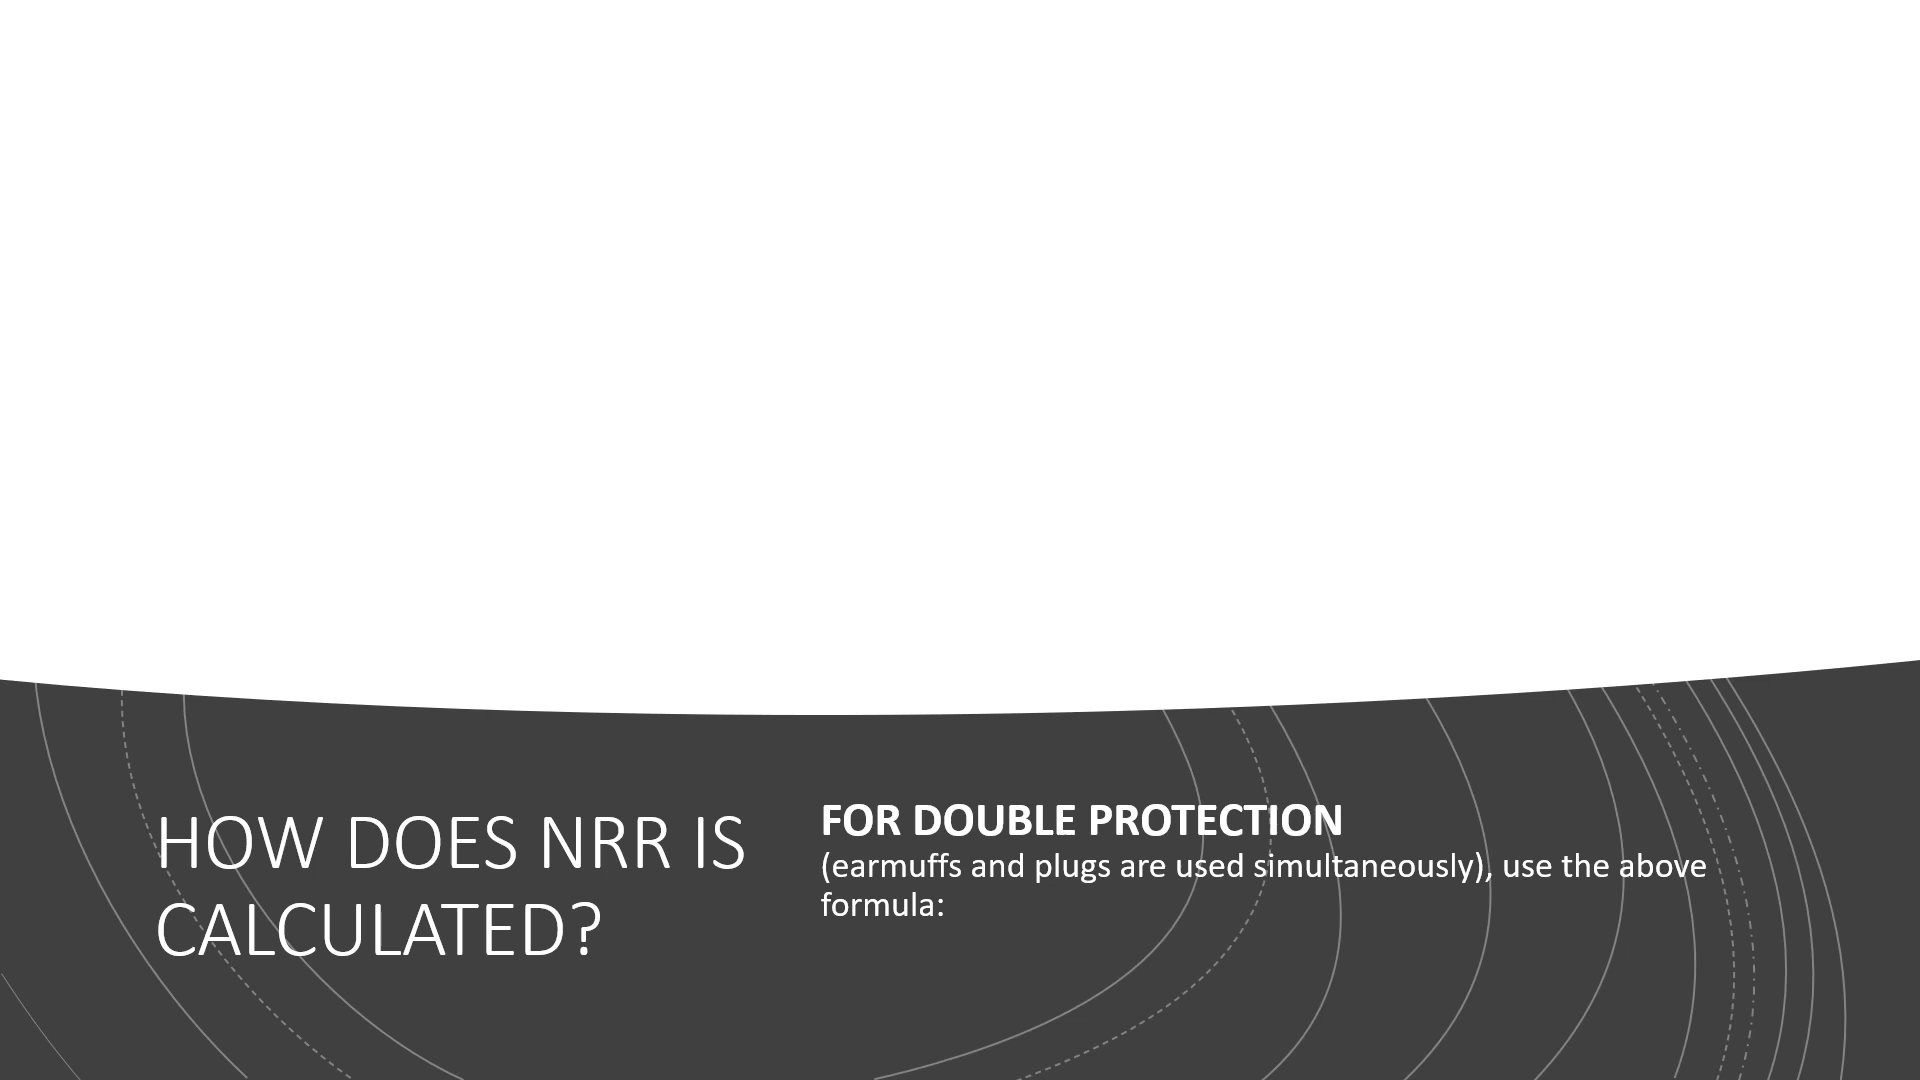 HOW DOES NRR IS
CALCULATED?
FOR DOUBLE PROTECTION
(earmuffs and plugs are used simultaneously), use the above
formula: